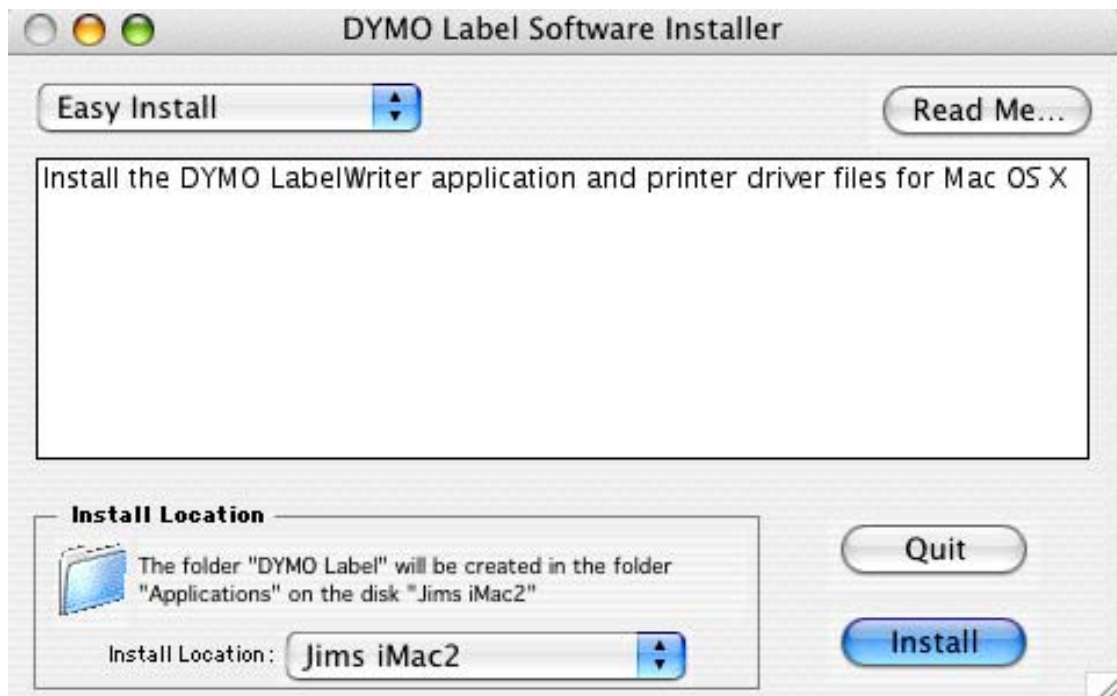 DYMO Label Software Installer
Easy Install
Read Me...
Install the DYMO LabelWriter application and printer driver files for Mac OS X
Install Location
The folder "DYMO Label" will be created in the folder
"Applications" on the disk "Jims iMac2"
Install Location: Jims iMac2
Quit
Install